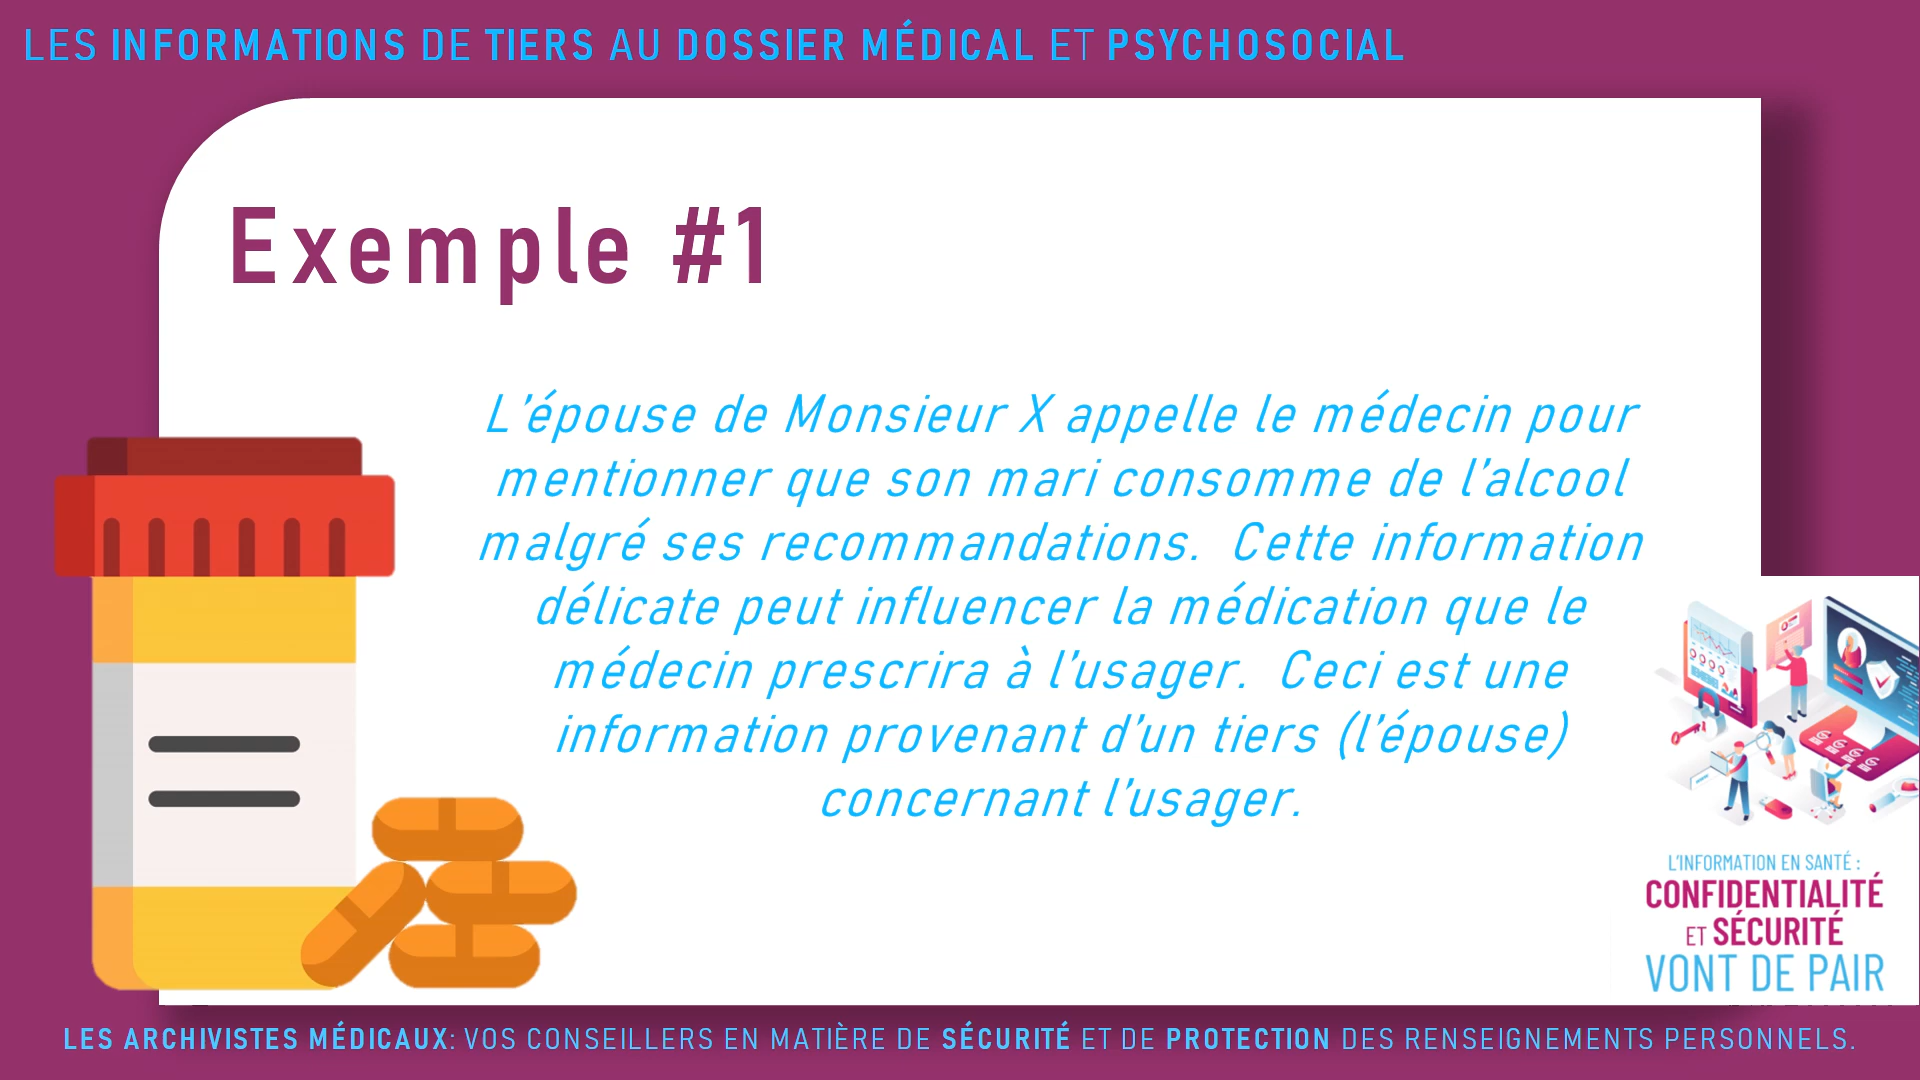 LES INFORMATIONS DE TIERS AU DOSSIER MÉDICAL ET PSYCHOSOCIAL
Exemple #1
L'épouse de Monsieur X appelle le médecin pour
mentionner que son mari consomme de l'alcool
malgré ses recommandations.  Cette information
délicate peut influencer la médication que le
médecin prescrira à l'usager.  Ceci est une
information provenant d'un tiers (l'épouse)
concernant l'usager.
L'INFORMATION EN SANTÉ :
CONFIDENTIALITÉ
ET SÉCURITÉ
VONT DE PAIR
LES ARCHIVISTES MÉDICAUX: VOS CONSEILLERS EN MATIÈRE DE SÉCURITÉ ET DE PROTECTION DES RENSEIGNEMENTS PERSONNELS.